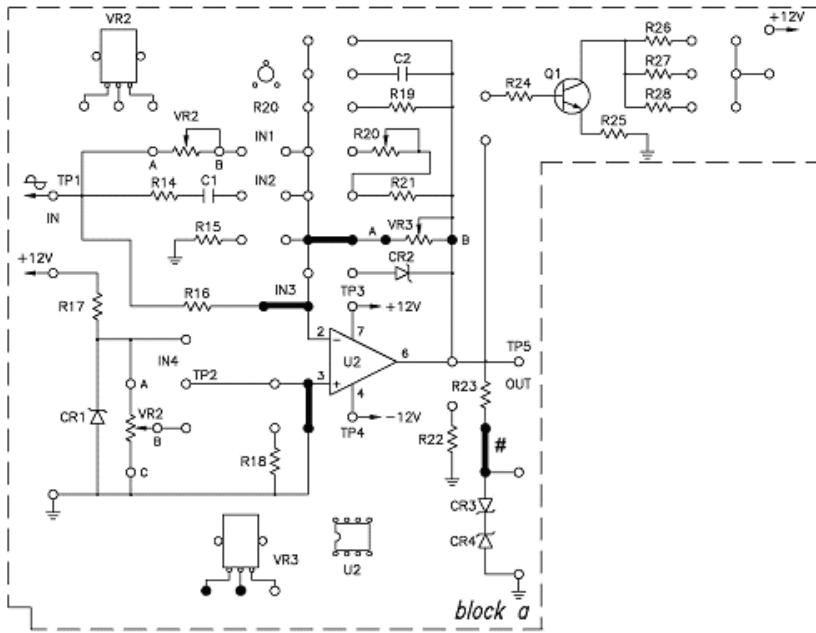 VR2
+12V
R26
C2
Q1
R27
R24
R19
R28
R20
VR2
IN1
R20
R25
A
B
TP1
R14
C1
IN2
R21
IN
R15
A
VR3
B
+12V
CR2
IN3
TP3
R17
R16
+12V
2
-
7
6
TP5
IN4
U2
A
TP2
3
+
4
R23
OUT
CR1
VR2
B
-12V
TP4
R22
#
R18
C
CR3
CR4
VR3
U2
block a